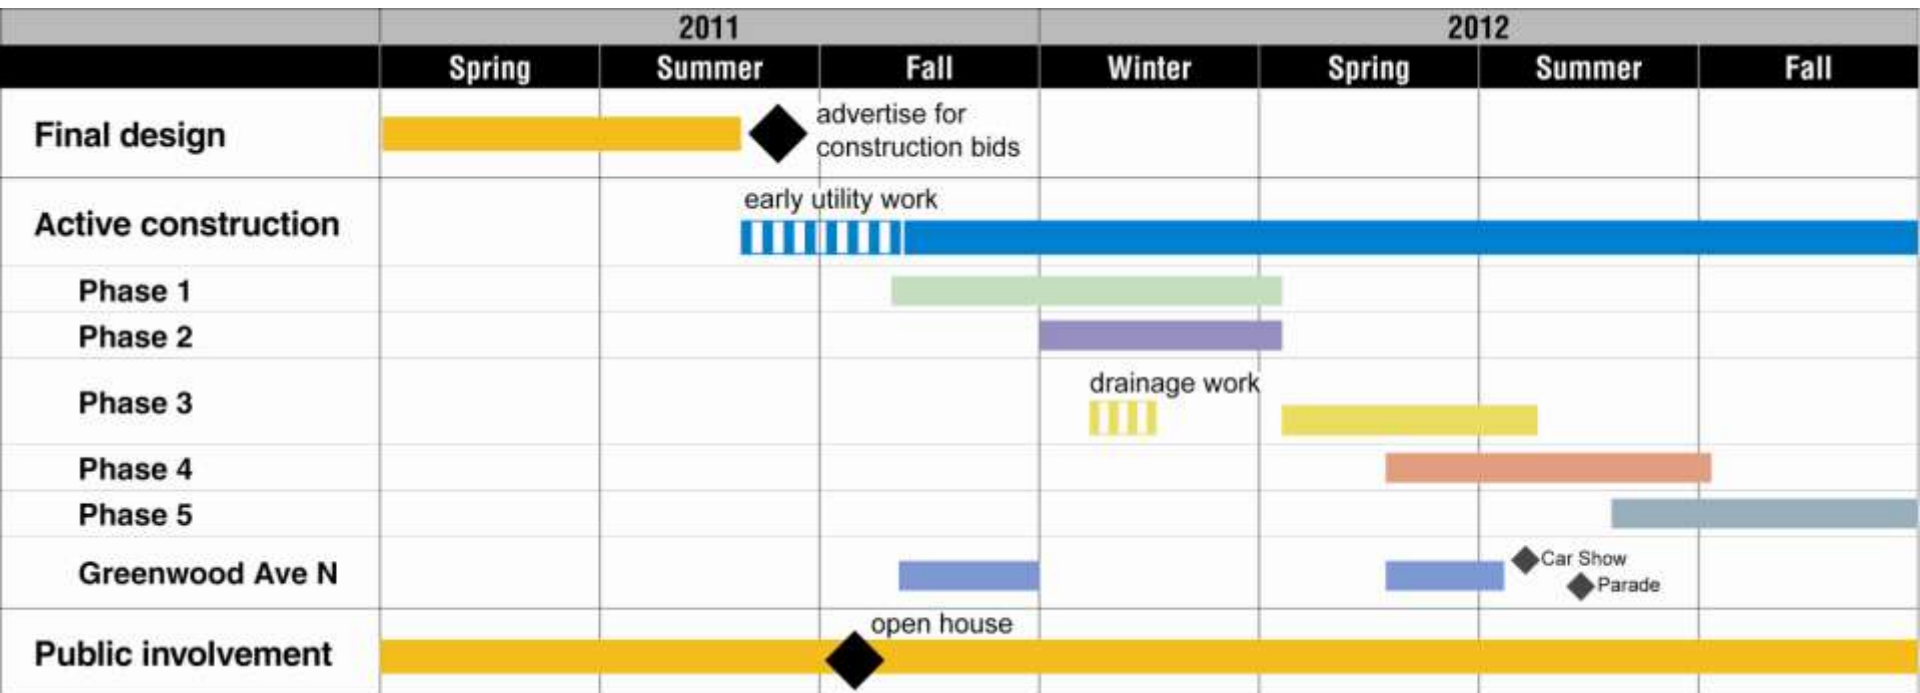 2011 2012
Spring Summer Fall Winter Spring Summer Fall
Final design
advertise for
construction bids
Active construction
early utility work
Phase 1
Phase 2
Phase 3
drainage work
Phase 4
Phase 5
Greenwood Ave N
Car Show
Parade
Public involvement
open house